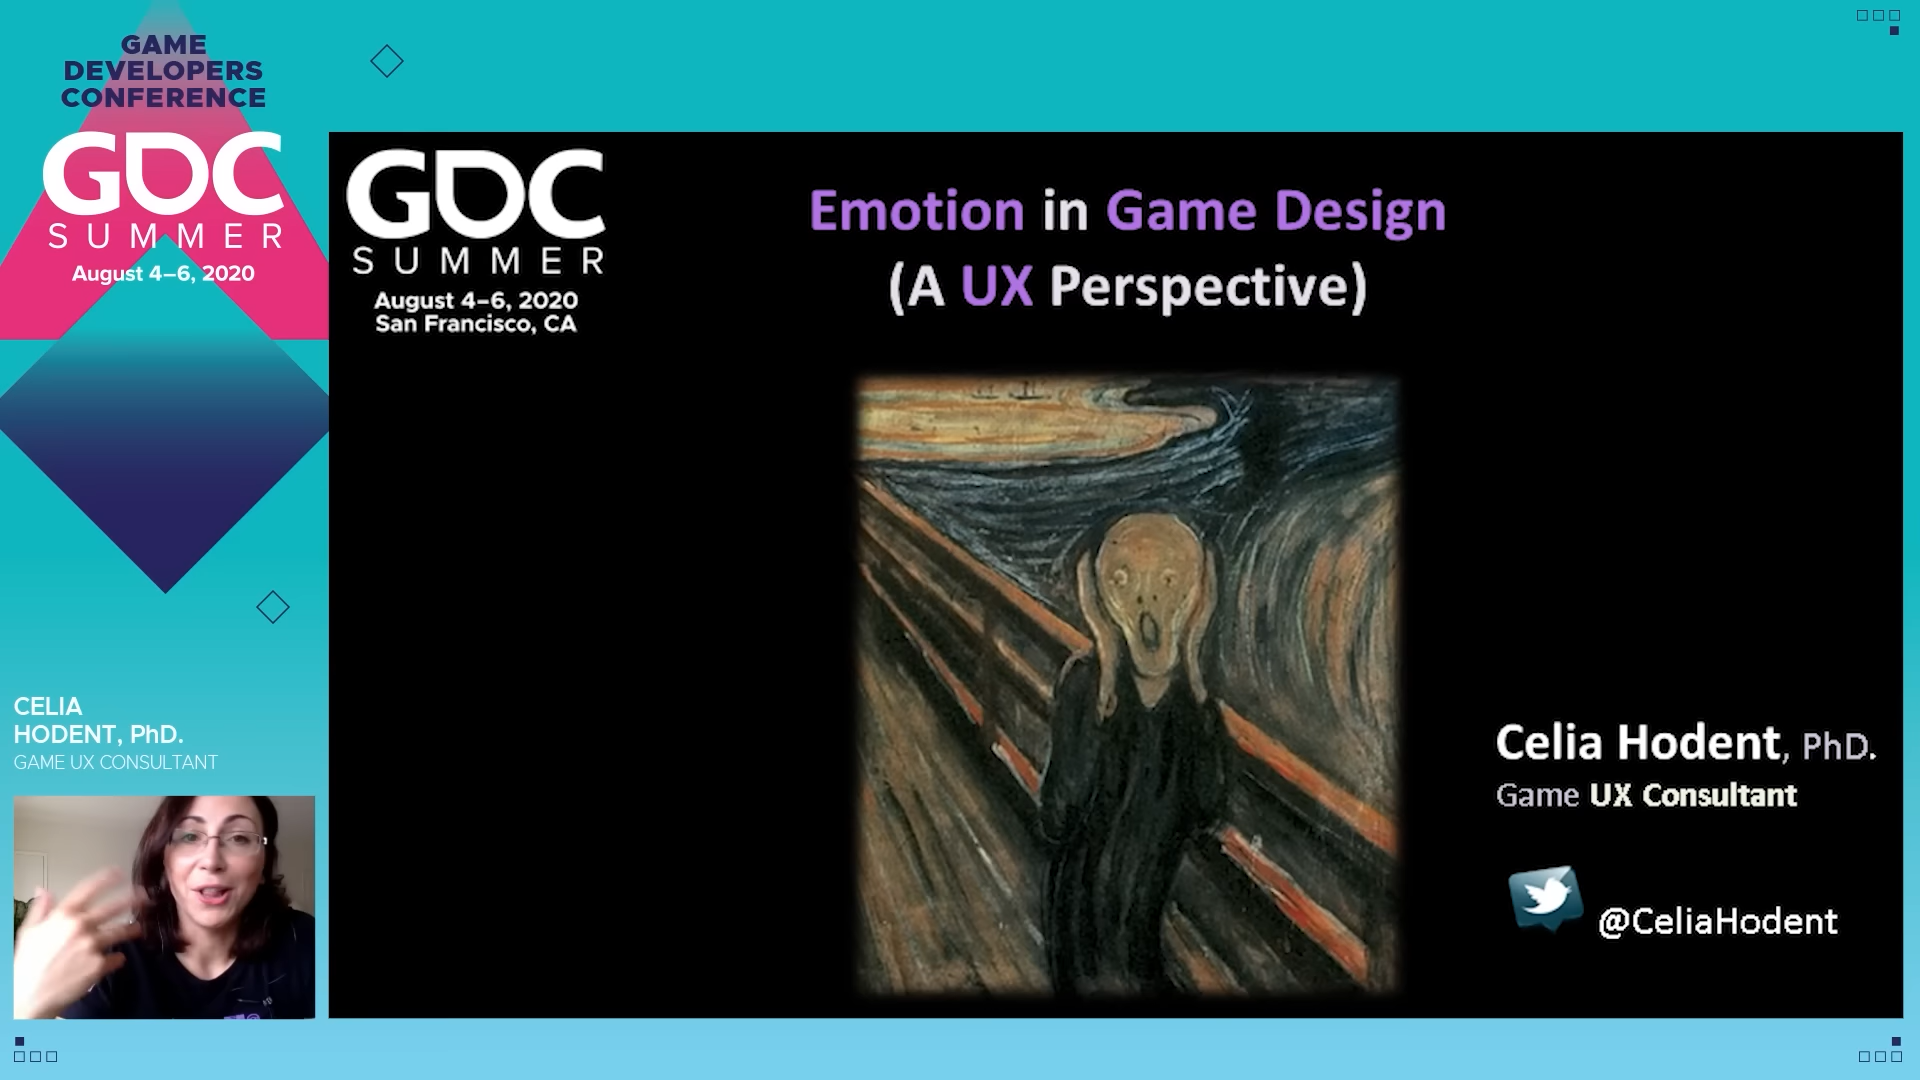 GAME
DEVELOPERS
CONFERENCE
GDC
SUMMER
August 4–6, 2020
CELIA
HODENT, PhD.
GAME UX CONSULTANT
GDC
SUMMER
August 4–6, 2020
San Francisco, CA
Emotion in Game Design
(A UX Perspective)
Celia Hodent, PhD.
Game UX Consultant
@CeliaHodent